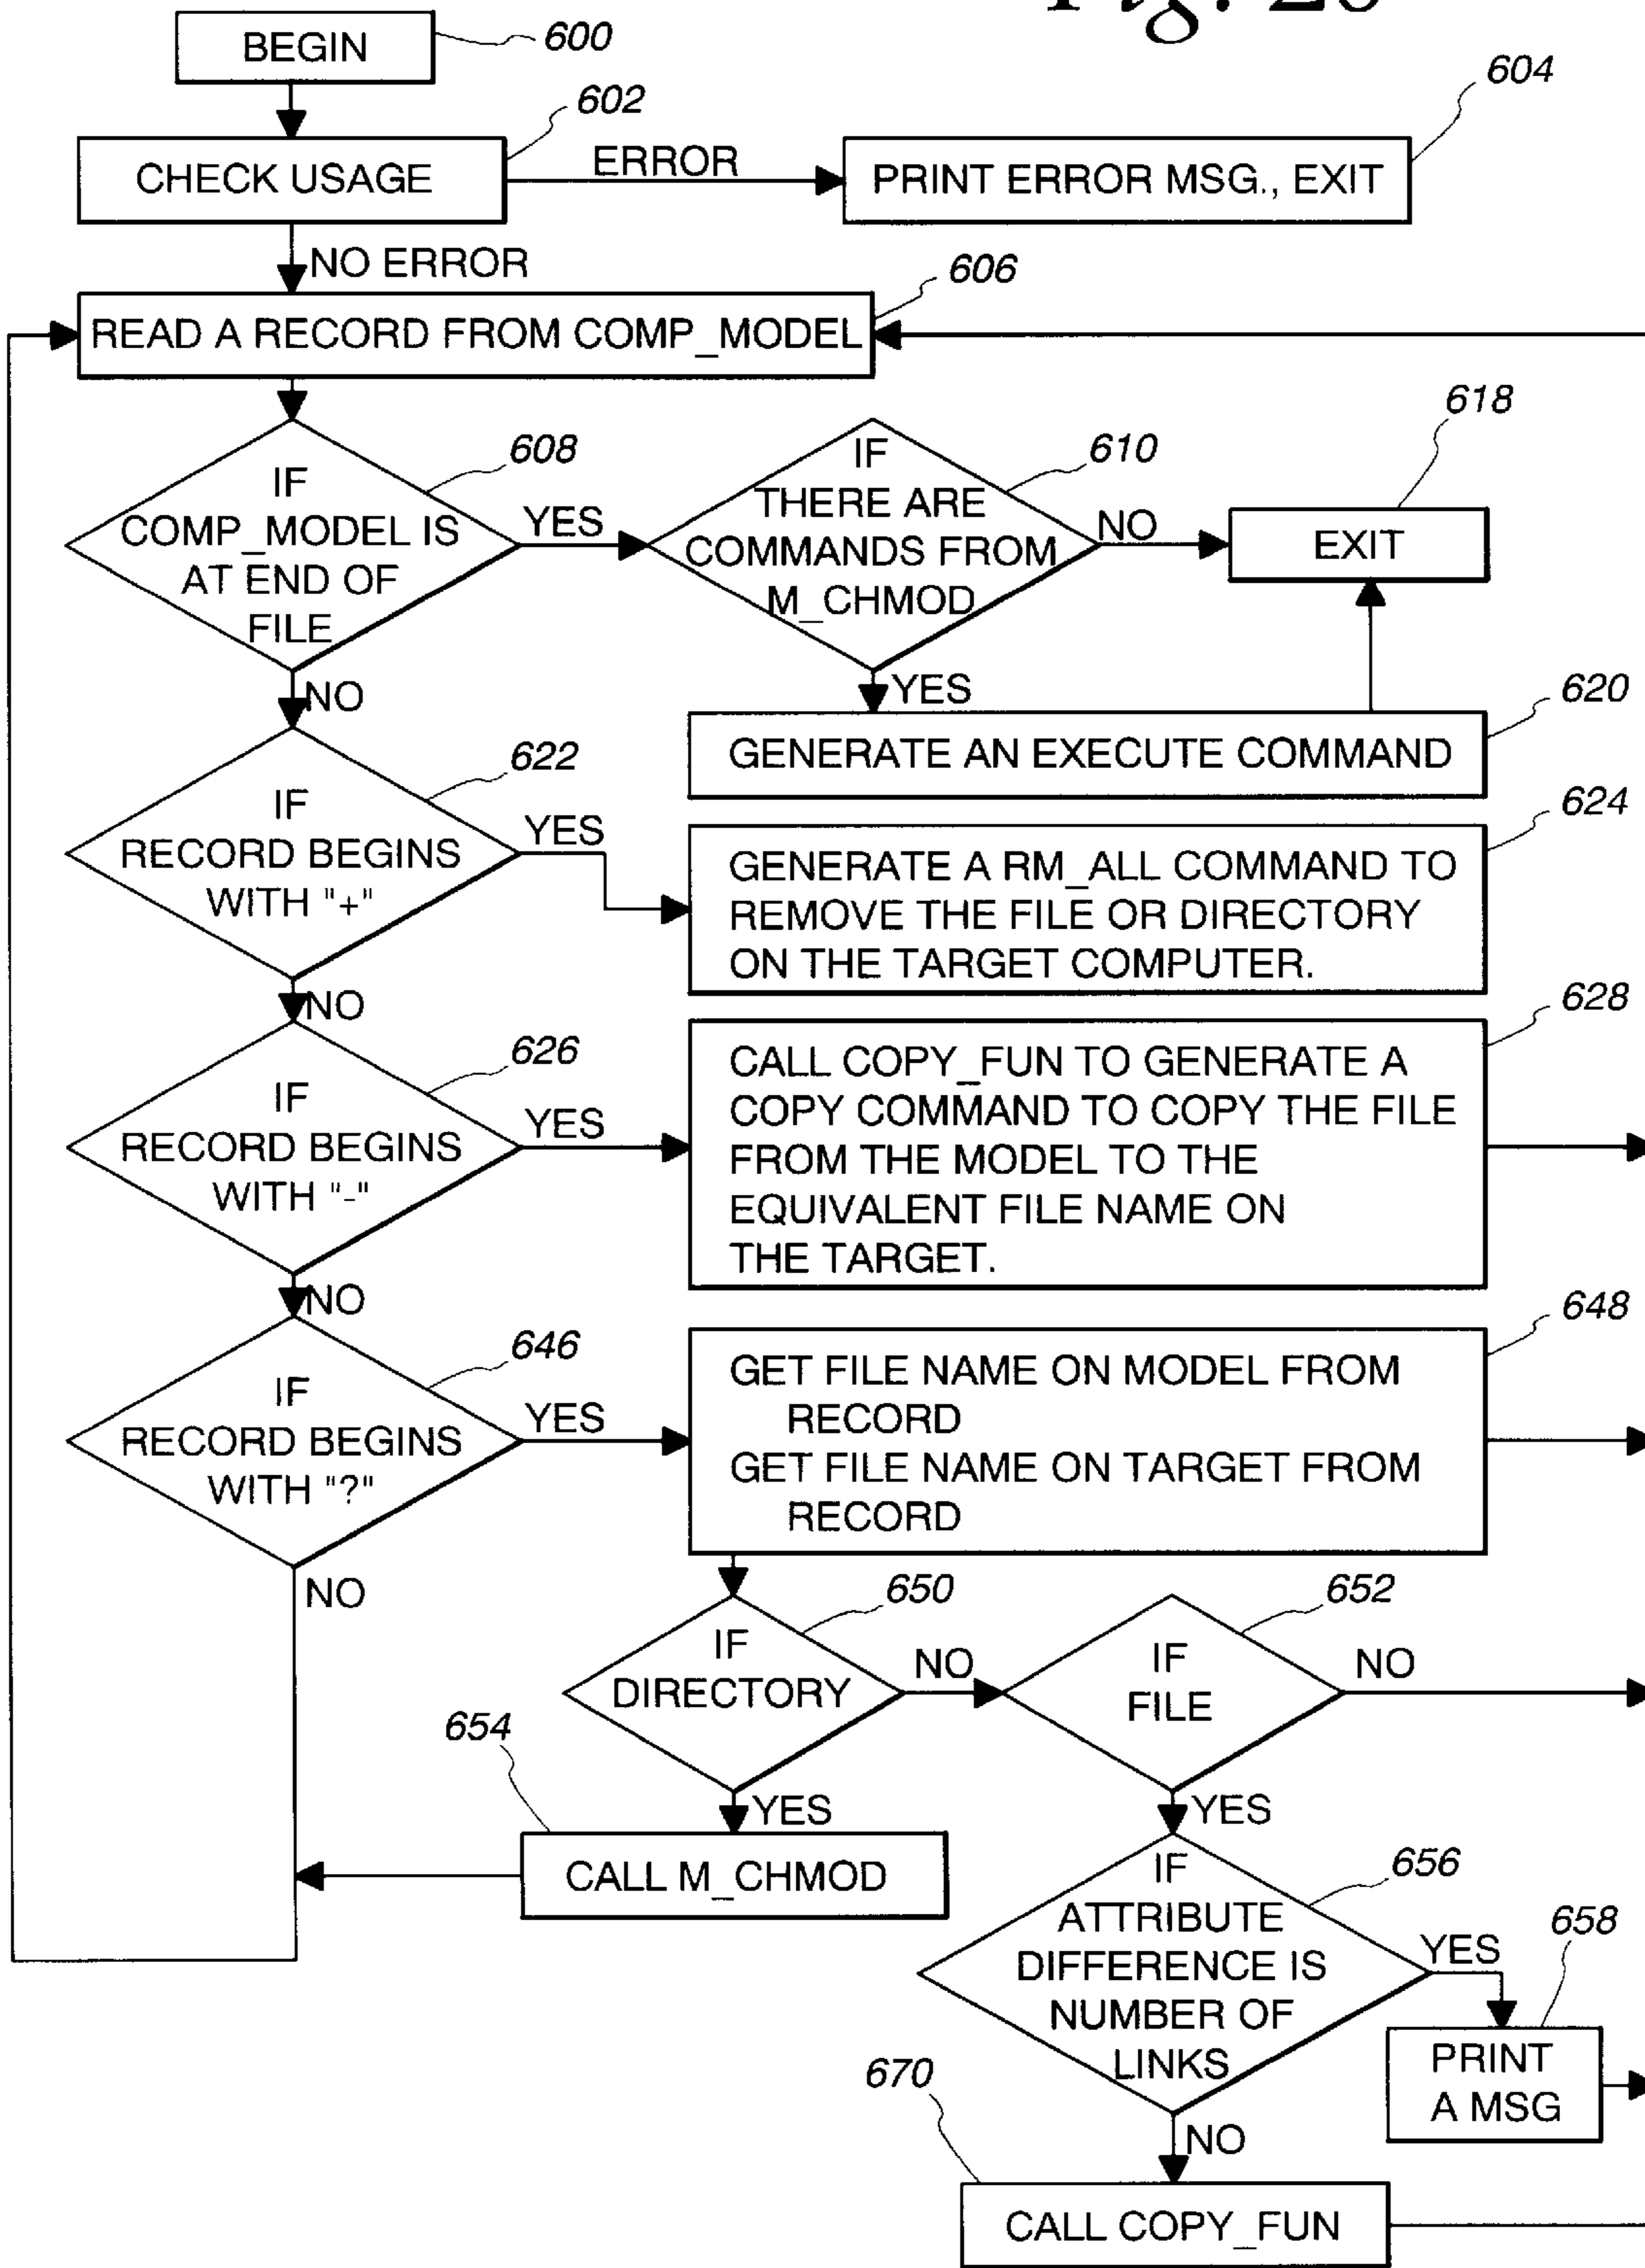 BEGIN
600
602
604
CHECK USAGE
ERROR
PRINT ERROR MSG., EXIT
NO ERROR
606
READ A RECORD FROM COMP_MODEL
618
608
610
IF
COMP_MODEL IS
AT END OF
FILE
YES
IF
THERE ARE
COMMANDS FROM
M_CHMOD
NO
EXIT
NO
YES
620
GENERATE AN EXECUTE COMMAND
622
624
IF
RECORD BEGINS
WITH "+"
YES
GENERATE A RM_ALL COMMAND TO
REMOVE THE FILE OR DIRECTORY
ON THE TARGET COMPUTER.
NO
626
628
IF
RECORD BEGINS
WITH "-"
YES
CALL COPY_FUN TO GENERATE A
COPY COMMAND TO COPY THE FILE
FROM THE MODEL TO THE
EQUIVALENT FILE NAME ON
THE TARGET.
NO
646
648
IF
RECORD BEGINS
WITH "?"
YES
GET FILE NAME ON MODEL FROM
RECORD
GET FILE NAME ON TARGET FROM
RECORD
NO
650
652
IF
DIRECTORY
NO
IF
FILE
NO
654
YES
YES
CALL M_CHMOD
656
IF
ATTRIBUTE
DIFFERENCE IS
NUMBER OF
LINKS
YES
658
PRINT
A MSG
670
NO
CALL COPY_FUN